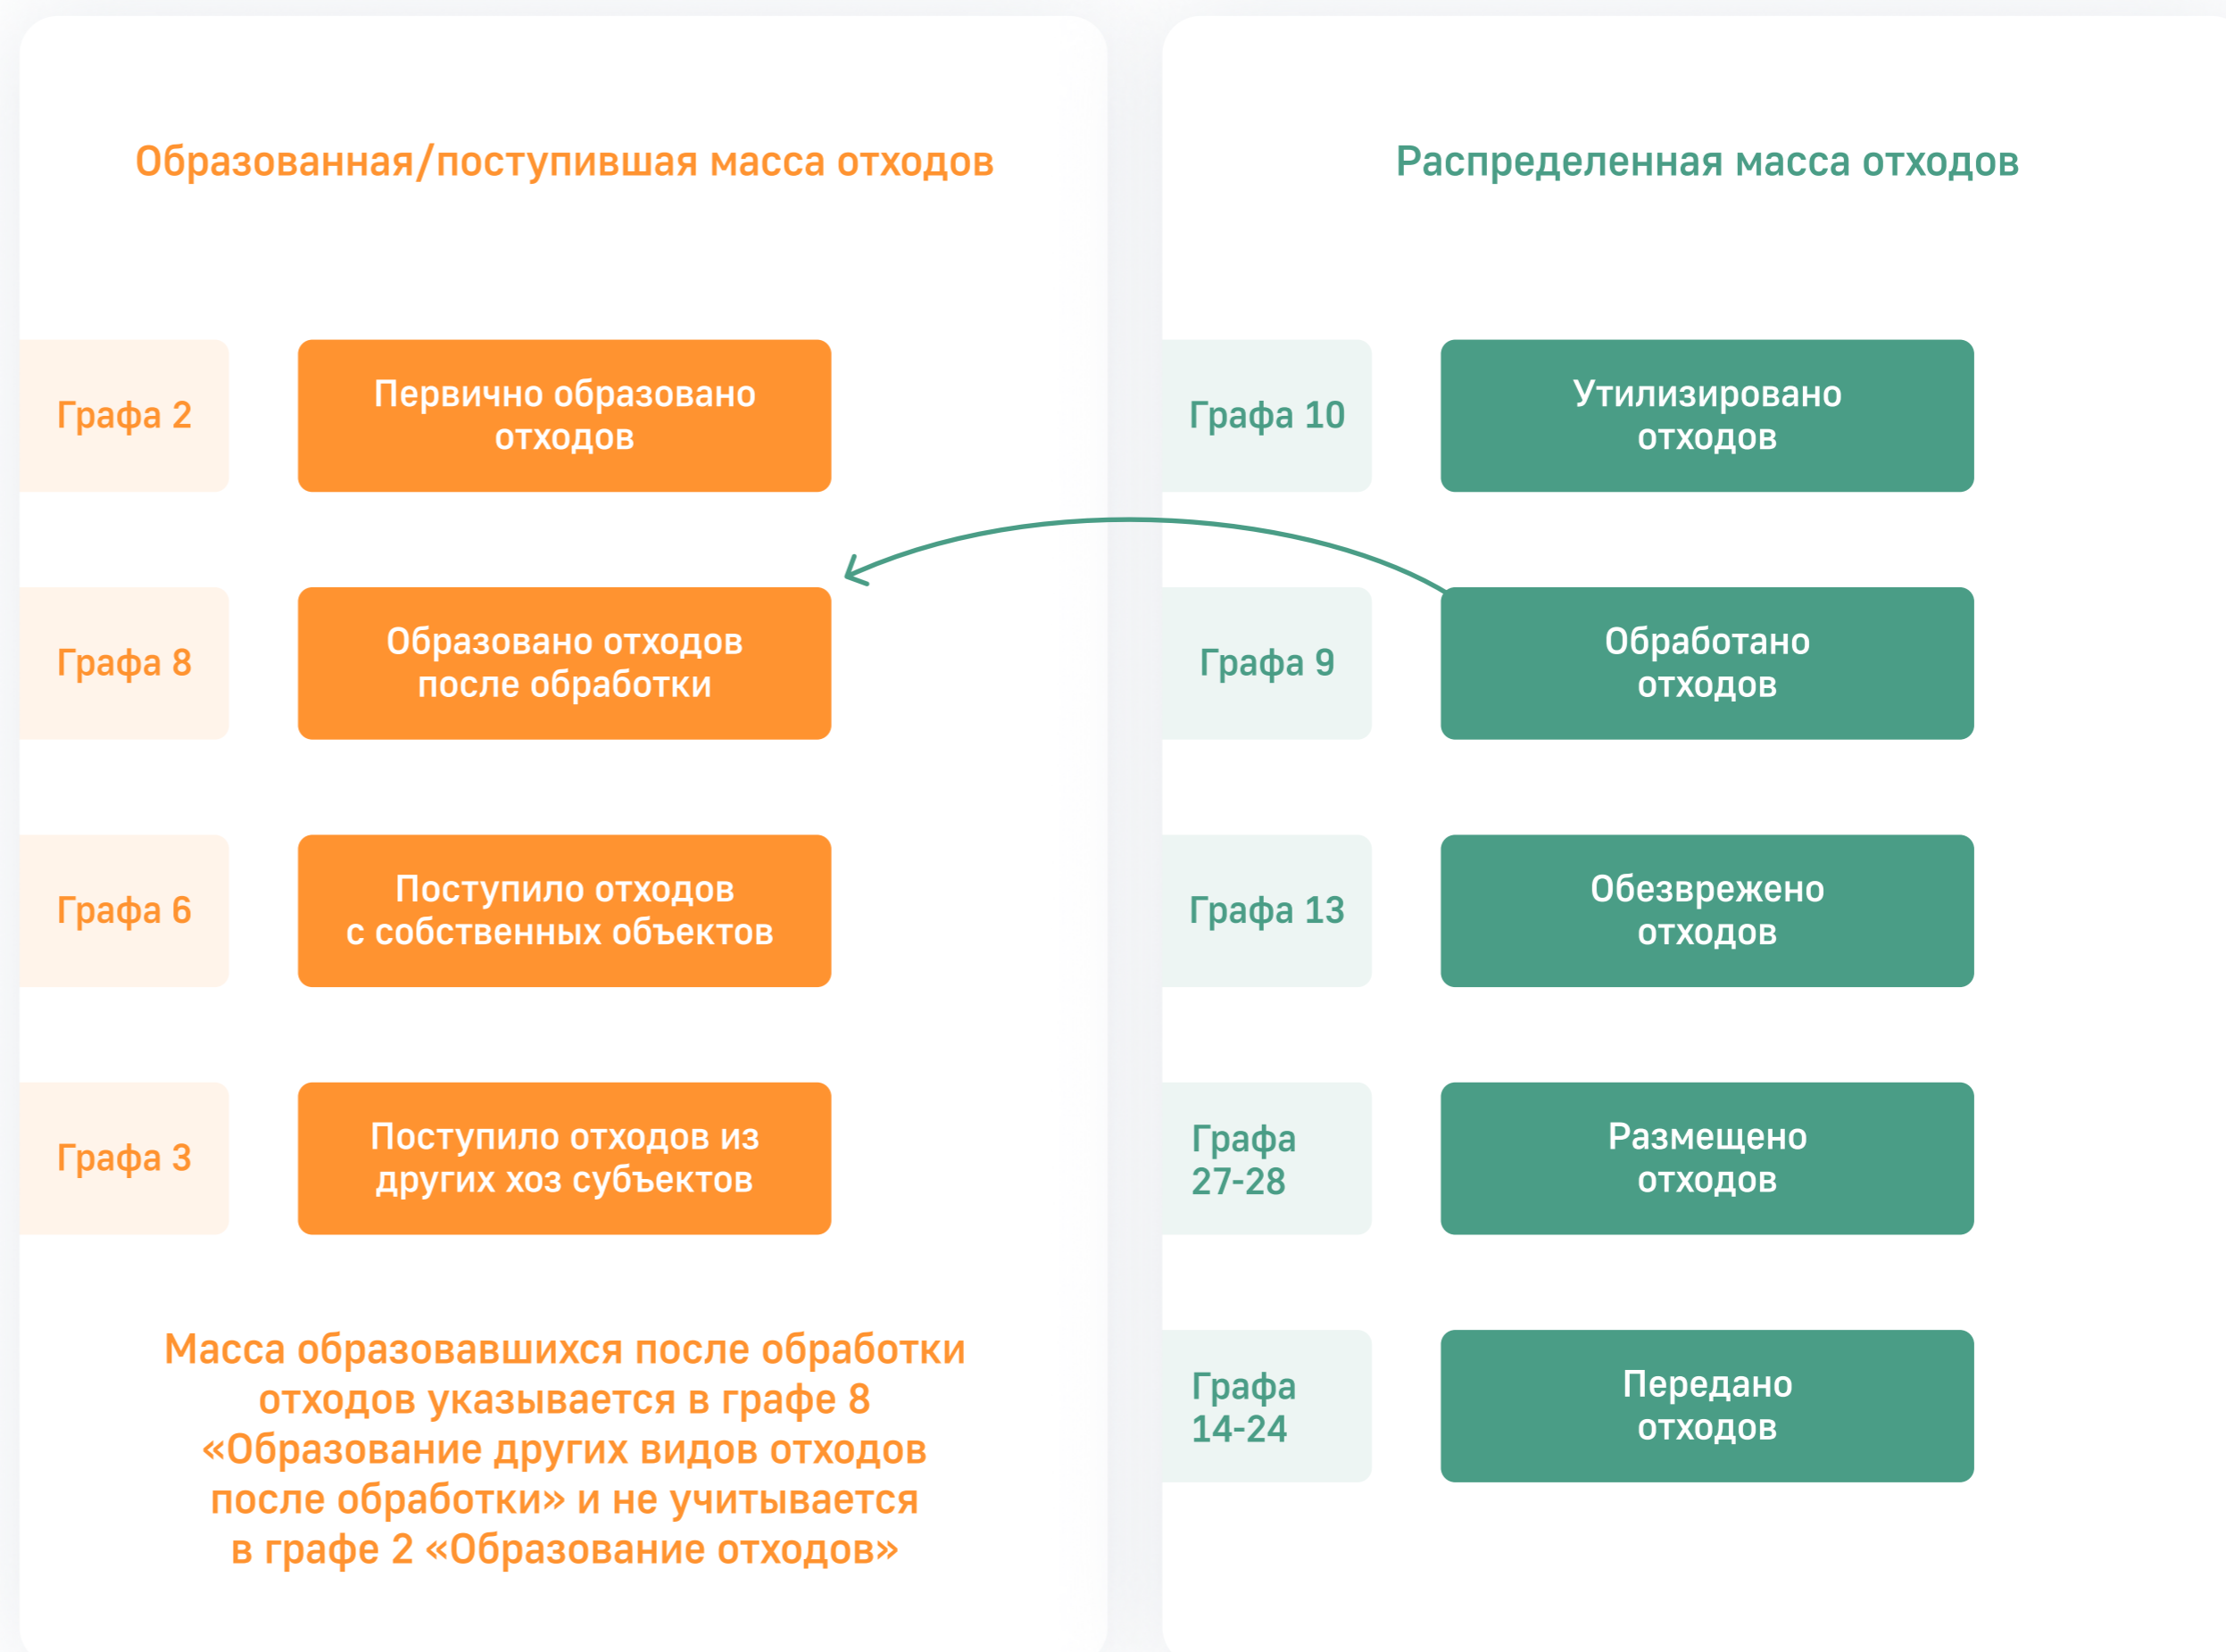 Образованная/поступившая масса отходов
Графа 2
Первично образовано
отходов
Графа 8
Образовано отходов
после обработки
Графа 6
Поступило отходов
с собственных объектов
Графа 3
Поступило отходов из
других хоз субъектов
Масса образовавшихся после обработки
отходов указывается в графе 8
«Образование других видов отходов
после обработки» и не учитывается
в графе 2 «Образование отходов»
Распределенная масса отходов
Графа 10
Утилизировано
отходов
Графа 9
Обработано
отходов
Графа 13
Обезврежено
отходов
Графа
27-28
Размещено
отходов
Графа
14-24
Передано
отходов